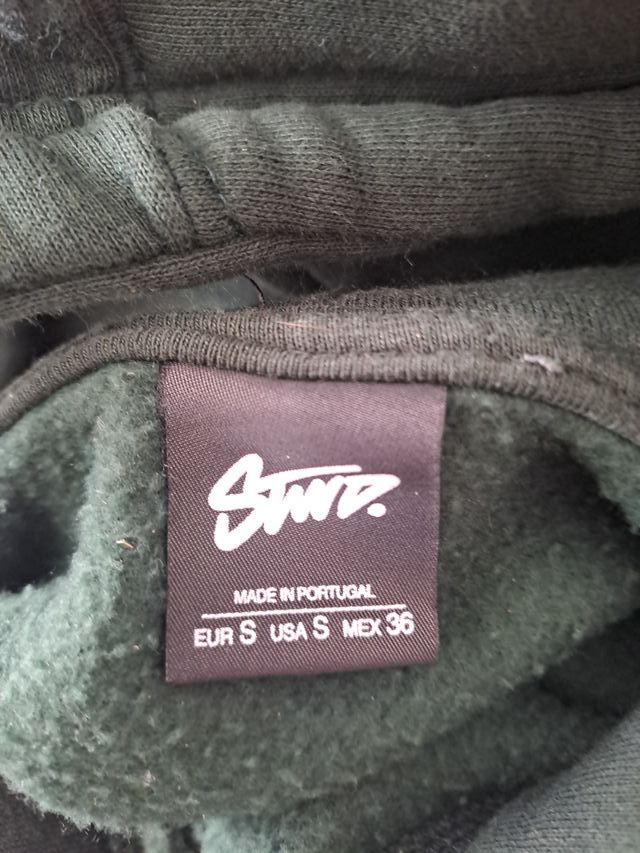 STWD.
MADE IN PORTUGAL
EUR S USA S MEX 36